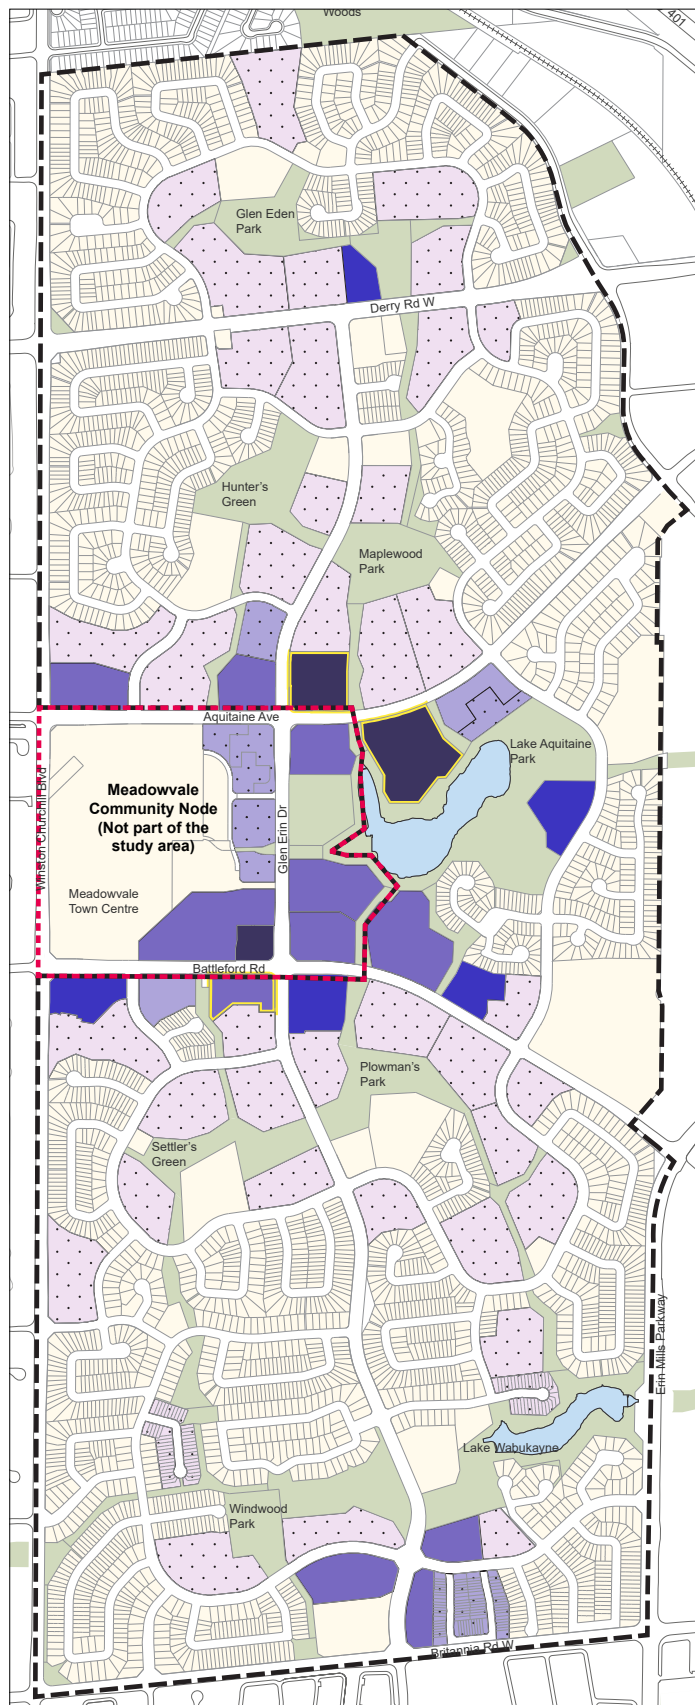 Woods
401
Glen Eden
Park
Derry Rd W
Hunter's
Green
Maplewood
Park
Aquitaine Ave
Lake Aquitaine
Park
Winston Churchill Blvd
Meadowvale
Community Node
(Not part of the
study area)
Glen Erin Dr
Meadowvale
Town Centre
Battleford Rd
Plowman's
Park
Settler's
Green
Erin Mills Parkway
Lake Wabukayne
Windwood
Park
Britannia Rd W